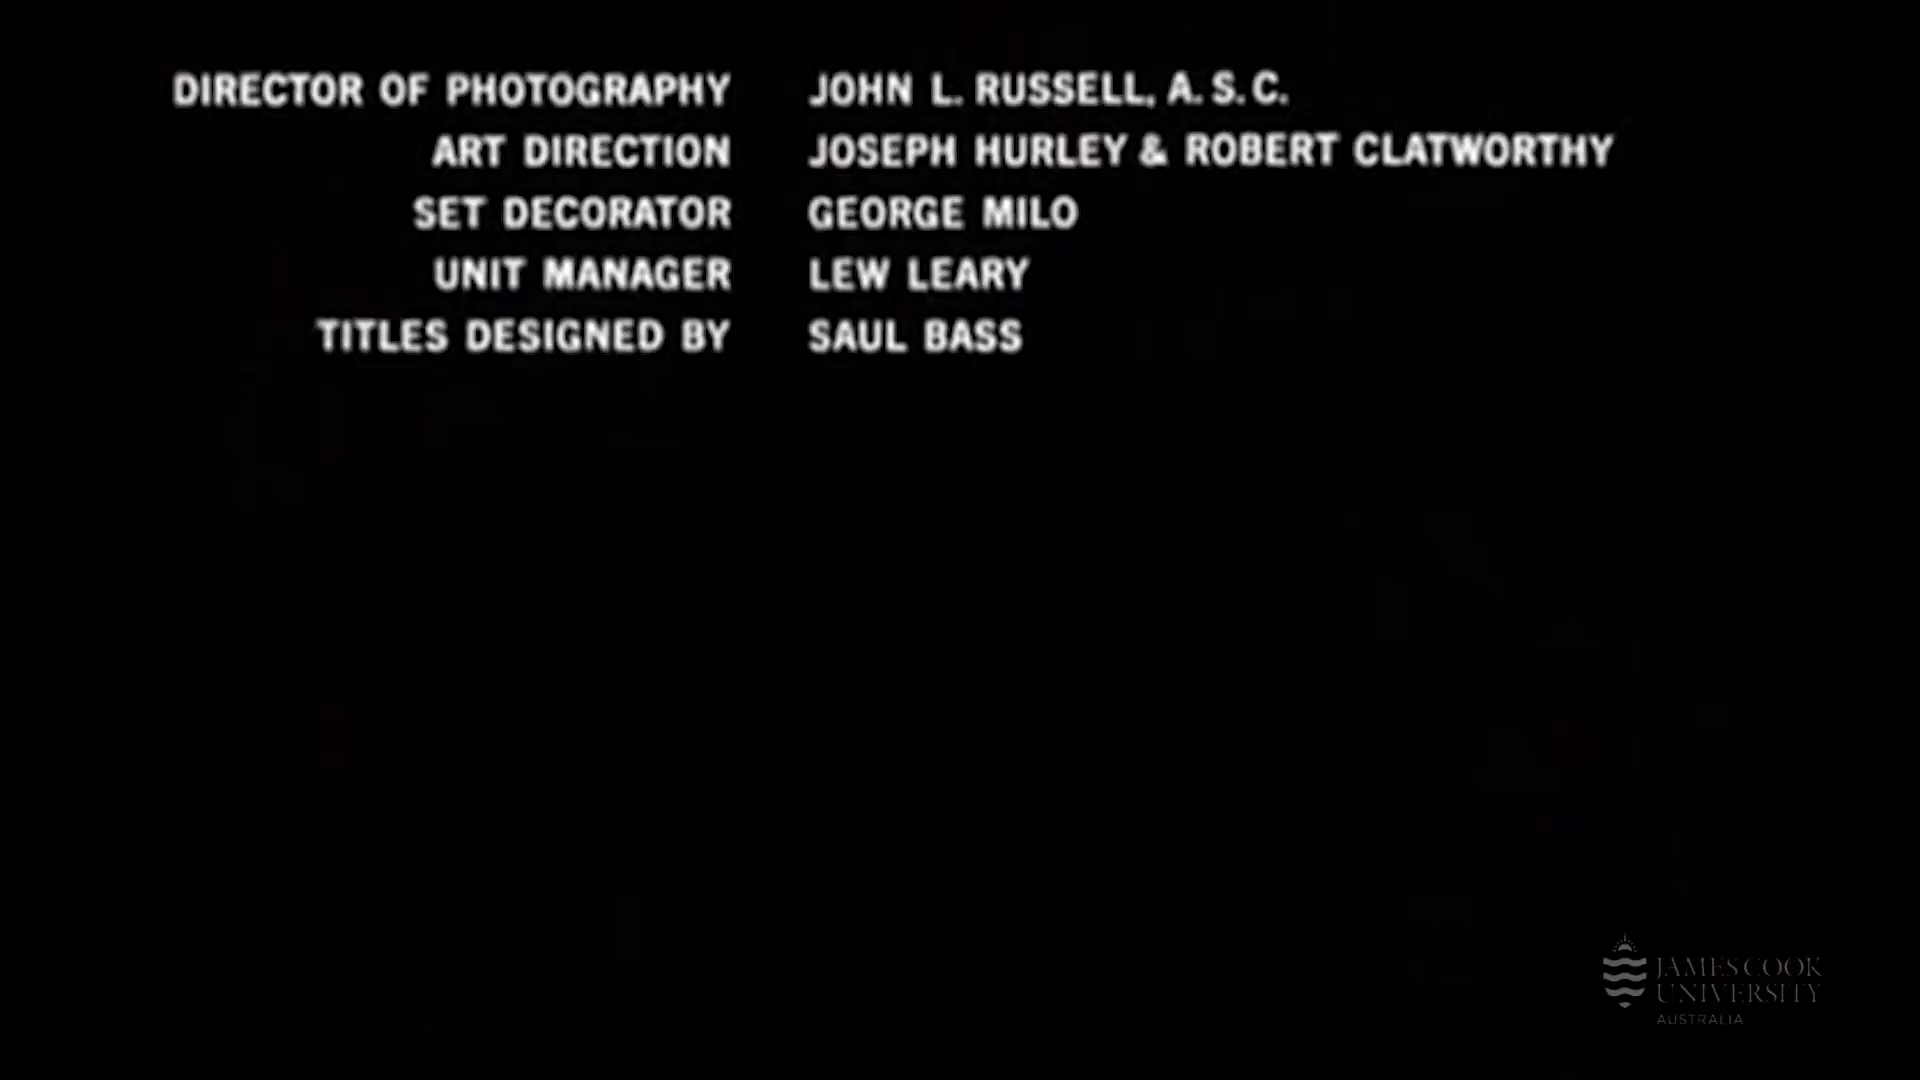 DIRECTOR OF PHOTOGRAPHY JOHN L. RUSSELL, A. S. C.
ART DIRECTION JOSEPH HURLEY & ROBERT CLATWORTHY
SET DECORATOR GEORGE MILO
UNIT MANAGER LEW LEARY
TITLES DESIGNED BY SAUL BASS
JAMES COOK
UNIVERSITY
AUSTRALIA